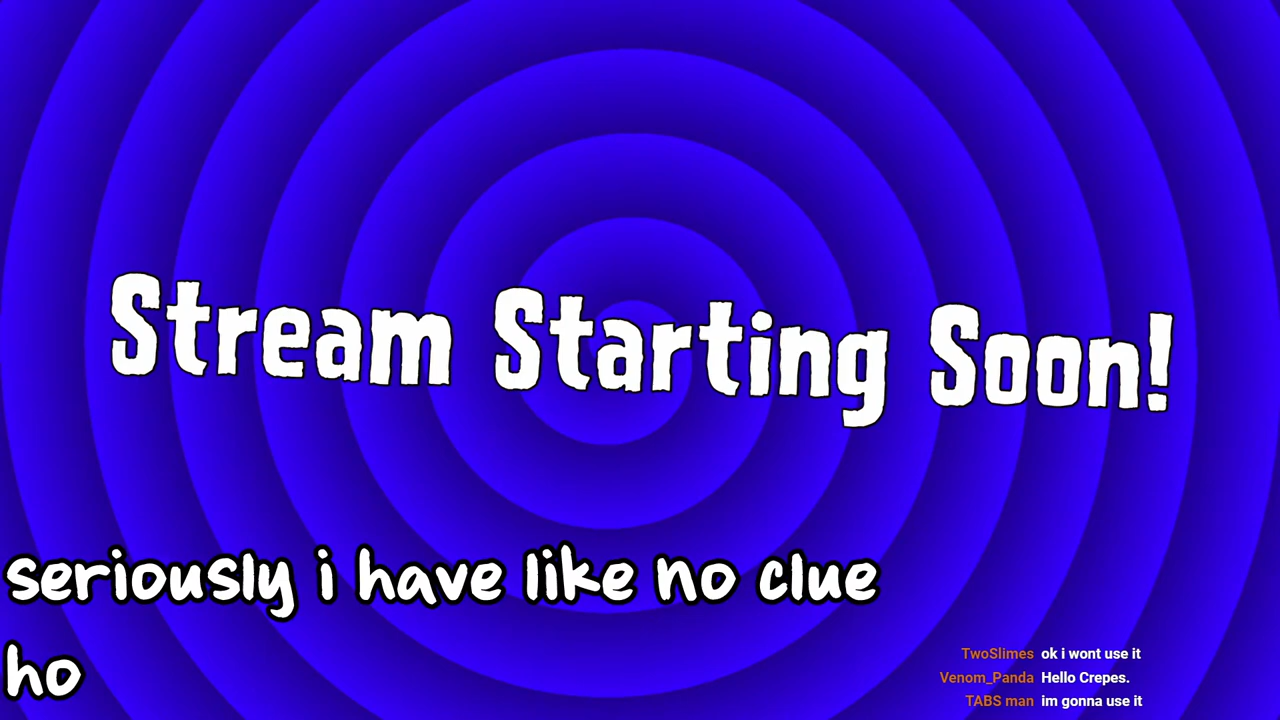 Stream Starting Soon!
seriously i have like no clue
ho
TwoSlimes ok i wont use it
Venom_Panda Hello Crepes.
TABS man im gonna use it